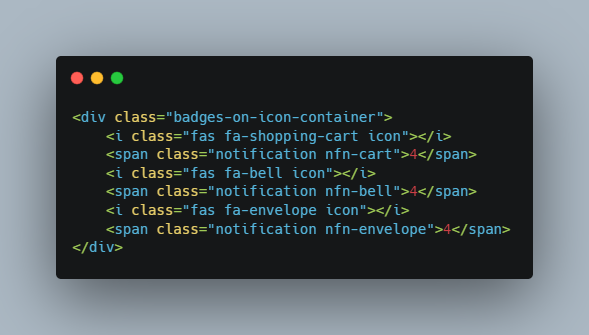 <div class="badges-on-icon-container">
    <i class="fas fa-shopping-cart icon"></i>
    <span class="notification nfn-cart">4</span>
    <i class="fas fa-bell icon"></i>
    <span class="notification nfn-bell">4</span>
    <i class="fas fa-envelope icon"></i>
    <span class="notification nfn-envelope">4</span>
</div>